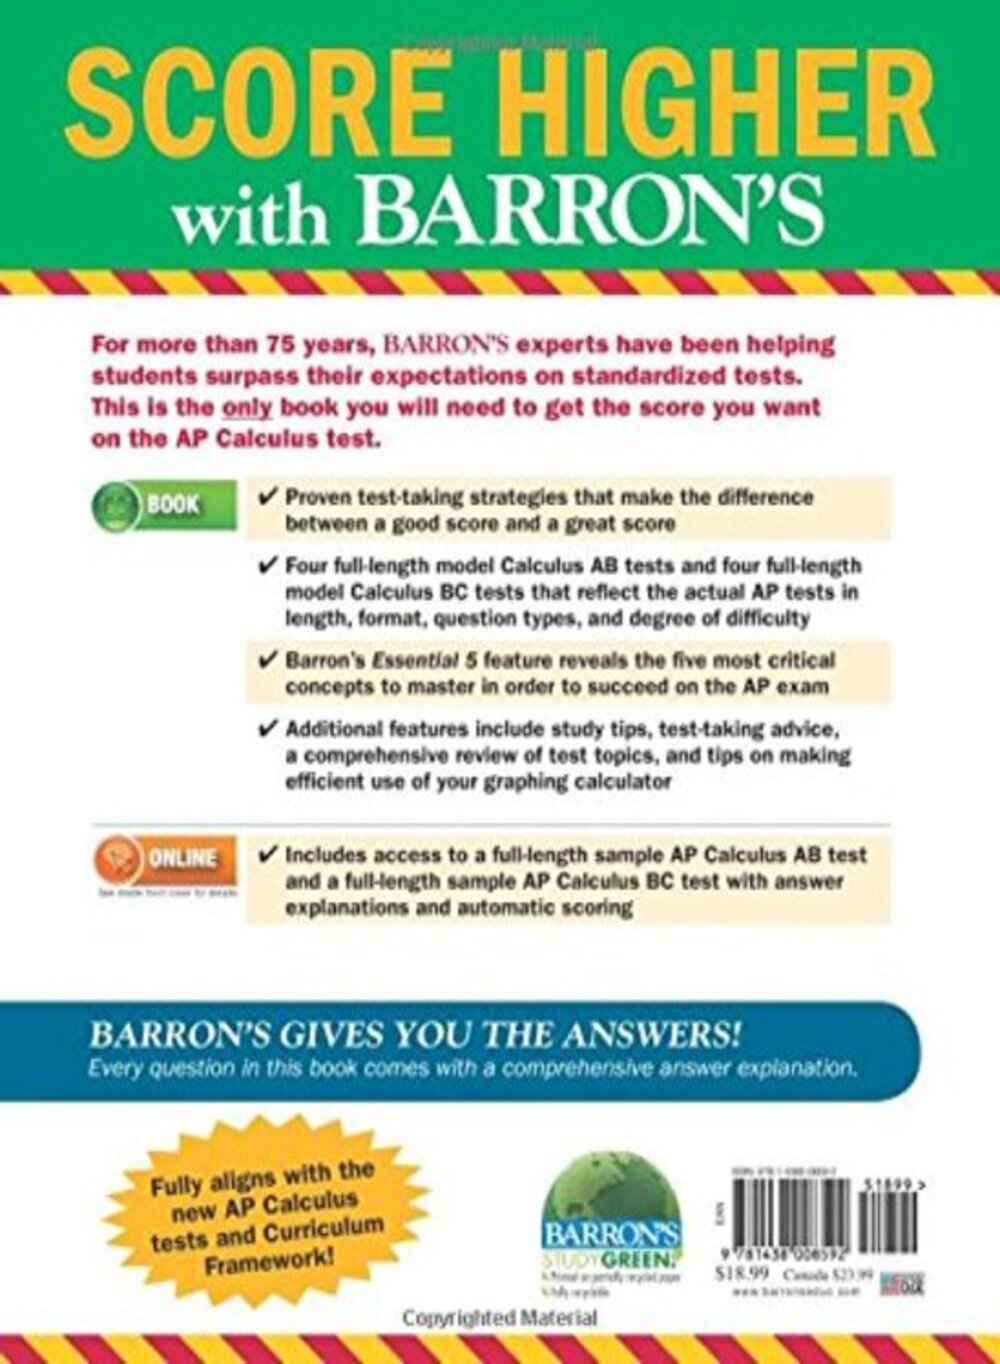 Copyrighted Material
SCORE HIGHER
with BARRON'S
For more than 75 years, BARRON'S experts have been helping
students surpass their expectations on standardized tests.
This is the only book you will need to get the score you want
on the AP Calculus test.
BOOK
✔ Proven test-taking strategies that make the difference
between a good score and a great score
✔ Four full-length model Calculus AB tests and four full-length
model Calculus BC tests that reflect the actual AP tests in
length, format, question types, and degree of difficulty
✔ Barron's Essential 5 feature reveals the five most critical
concepts to master in order to succeed on the AP exam
✔ Additional features include study tips, test-taking advice,
a comprehensive review of test topics, and tips on making
efficient use of your graphing calculator
ONLINE
See inside front cover for details
✔ Includes access to a full-length sample AP Calculus AB test
and a full-length sample AP Calculus BC test with answer
explanations and automatic scoring
BARRON'S GIVES YOU THE ANSWERS!
Every question in this book comes with a comprehensive answer explanation.
Fully aligns with the
new AP Calculus
tests and Curriculum
Framework!
BARRON'S
STUDY GREEN!
Printed on partially recycled paper
Fully recyclable
EAN
51899>
9 781438 008592
$18.99 Canada $23.99
www.barronseduc.com
Copyrighted Material